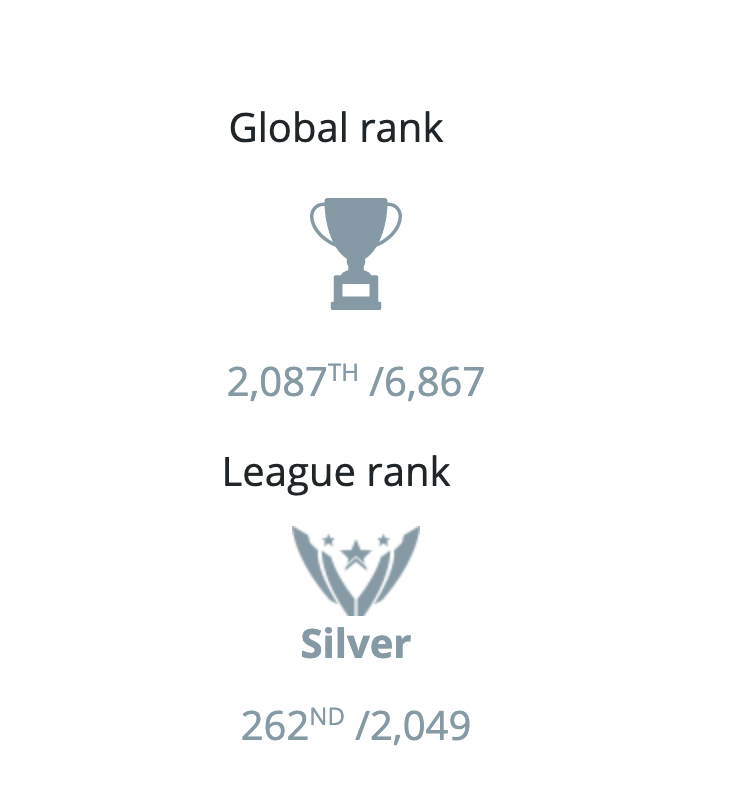 Global rank
2,087TH /6,867
League rank
Silver
262ND /2,049